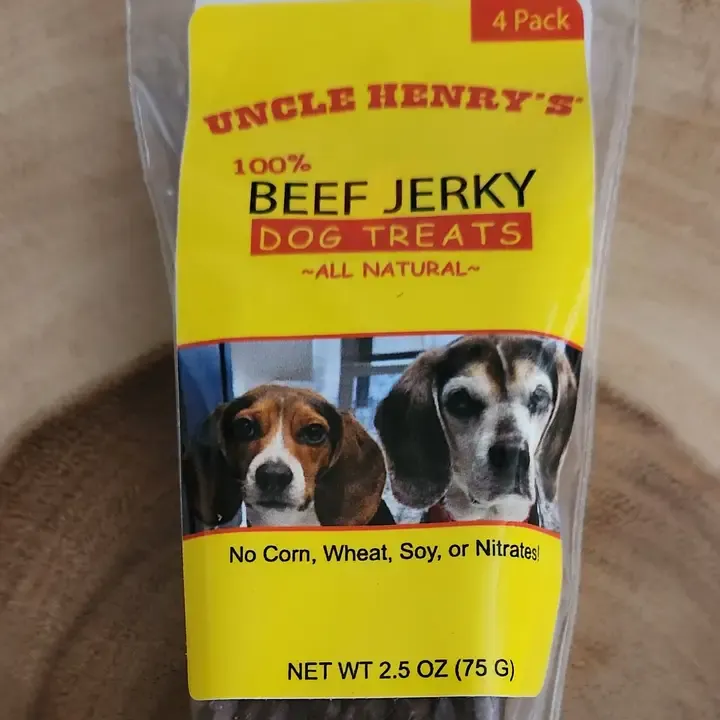 4 Pack
UNCLE HENRY'S
100%
BEEF JERKY
DOG TREATS
~ALL NATURAL~
No Corn, Wheat, Soy, or Nitrates!
NET WT 2.5 OZ (75 G)